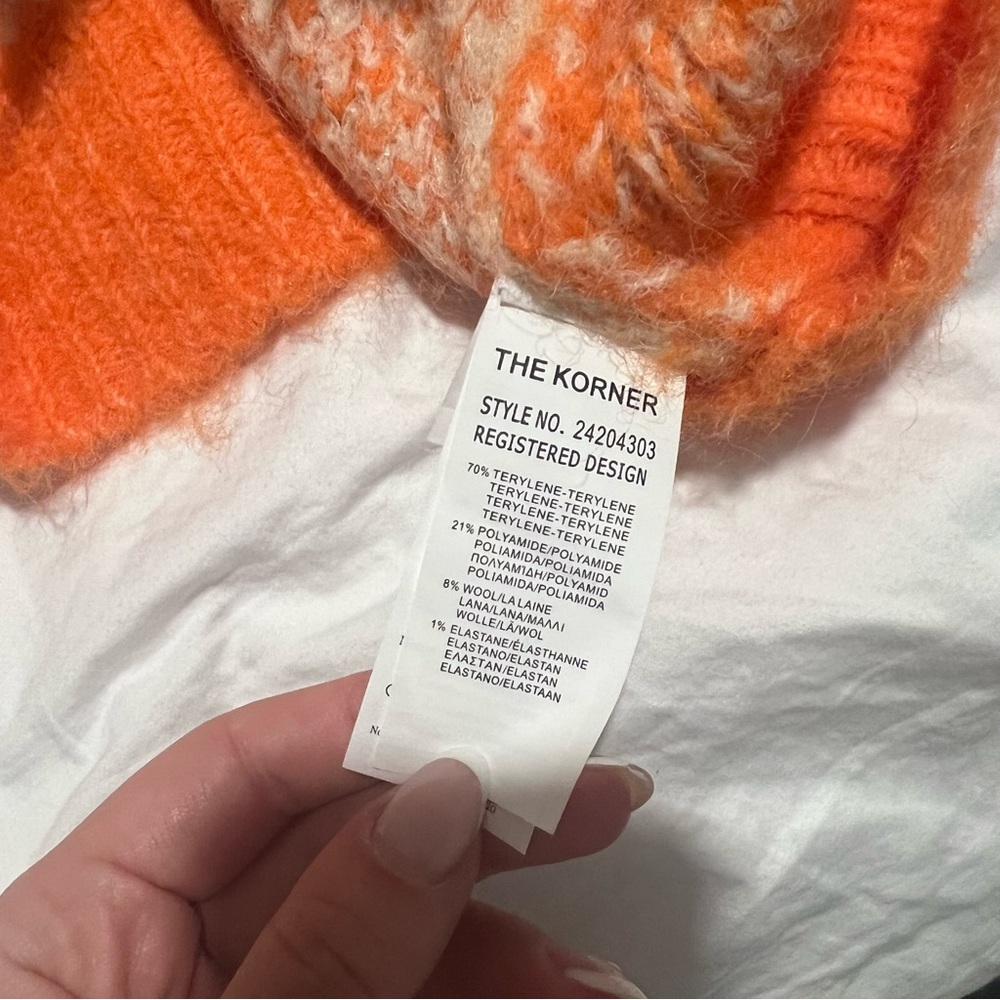 THE KORNER
STYLE NO. 24204303
REGISTERED DESIGN
70% TERYLENE-TERYLENE
TERYLENE-TERYLENE
TERYLENE-TERYLENE
TERYLENE-TERYLENE
21% POLYAMIDE/POLYAMIDE
POLIAMIDA/POLIAMIDA
ΠΟΛΥΑΜΪΔΗ/POLYAMID
POLIAMIDA/POLIAMIDA
8% WOOL/LA LAINE
LANA/LANA/ΜΑΛΛΙ
WOLLE/LÃ/WOL
1% ELASTANE/ÉLASTHANNE
ELASTANO/ELASTAN
ΕΛΑΣΤΑΝ/ELASTAN
ELASTANO/ELASTAAN